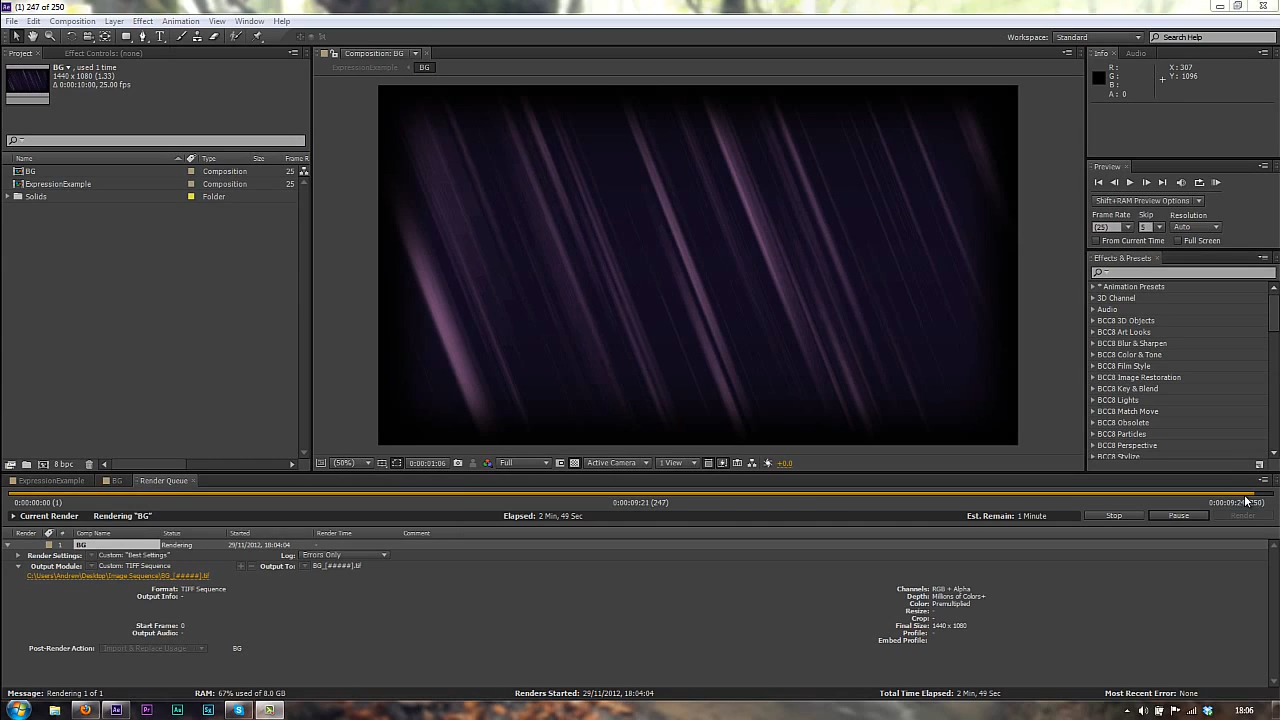 (1) 247 of 250
File Edit Composition Layer Effect Animation View Window Help
Workspace: Standard Search Help
Project Effect Controls: (none)
BG , used 1 time
1440 x 1080 (1.33)
Δ 0:00:10:00, 25.00 fps
Name Type Size Frame R
BG Composition 25
ExpressionExample Composition 25
Solids Folder
8 bpc
Composition: BG
ExpressionExample BG
(50%) 0:00:01:06 Full Active Camera 1 View +0.0
Info Audio
R :
G :
B :
A : 0
X : 307
Y : 1096
Preview
Shift+RAM Preview Options
Frame Rate Skip Resolution
(25) 5 Auto
From Current Time Full Screen
Effects & Presets
* Animation Presets
3D Channel
Audio
BCC8 3D Objects
BCC8 Art Looks
BCC8 Blur & Sharpen
BCC8 Color & Tone
BCC8 Film Style
BCC8 Image Restoration
BCC8 Key & Blend
BCC8 Lights
BCC8 Match Move
BCC8 Obsolete
BCC8 Particles
BCC8 Perspective
BCC8 Stylize
ExpressionExample BG Render Queue
0:00:00:00 (1) 0:00:09:21 (247) 0:00:09:24 (250)
Current Render Rendering "BG" Elapsed: 2 Min, 49 Sec Est. Remain: 1 Minute Stop Pause Render
Render # Comp Name Status Started Render Time Comment
1 BG Rendering 29/11/2012, 18:04:04 -
Render Settings: Custom: "Best Settings" Log: Errors Only
Output Module: Custom: TIFF Sequence + - Output To: BG_[#####].tif
C:\Users\Andrew\Desktop\Image Sequence\BG_[#####].tif
Format: TIFF Sequence
Output Info: -
Start Frame: 0
Output Audio: -
Post-Render Action: Import & Replace Usage BG
Channels: RGB + Alpha
Depth: Millions of Colors+
Color: Premultiplied
Resize: -
Crop: -
Final Size: 1440 x 1080
Profile: -
Embed Profile:
Message: Rendering 1 of 1 RAM: 67% used of 8.0 GB Renders Started: 29/11/2012, 18:04:04 Total Time Elapsed: 2 Min, 49 Sec Most Recent Error: None
18:06